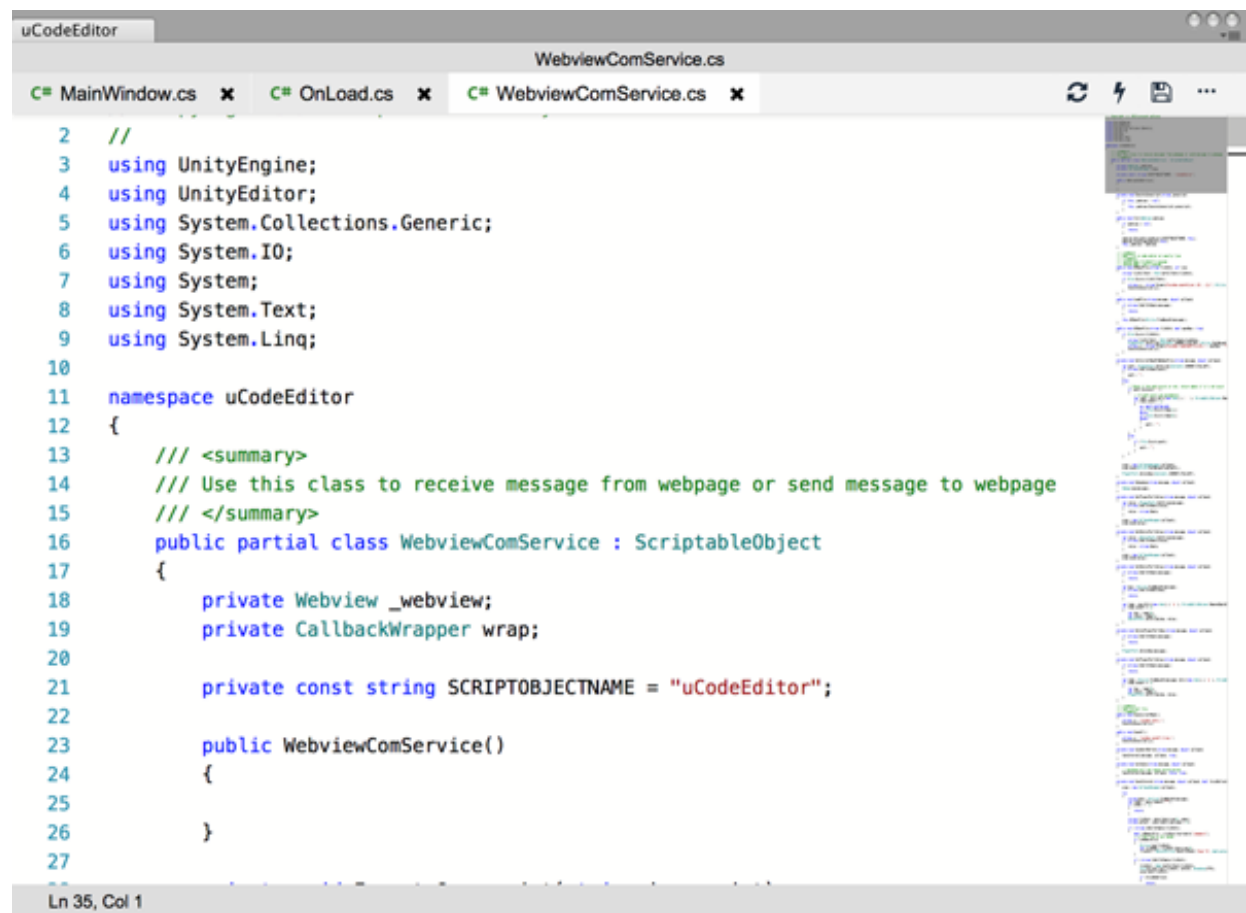 uCodeEditor
WebviewComService.cs
C# MainWindow.cs ✖ C# OnLoad.cs ✖ C# WebviewComService.cs ✖ ...
2 //
3 using UnityEngine;
4 using UnityEditor;
5 using System.Collections.Generic;
6 using System.IO;
7 using System;
8 using System.Text;
9 using System.Linq;
10
11 namespace uCodeEditor
12 {
13 /// <summary>
14 /// Use this class to receive message from webpage or send message to webpage
15 /// </summary>
16 public partial class WebviewComService : ScriptableObject
17 {
18 private Webview _webview;
19 private CallbackWrapper wrap;
20
21 private const string SCRIPTOBJECTNAME = "uCodeEditor";
22
23 public WebviewComService()
24 {
25
26 }
27
Ln 35, Col 1